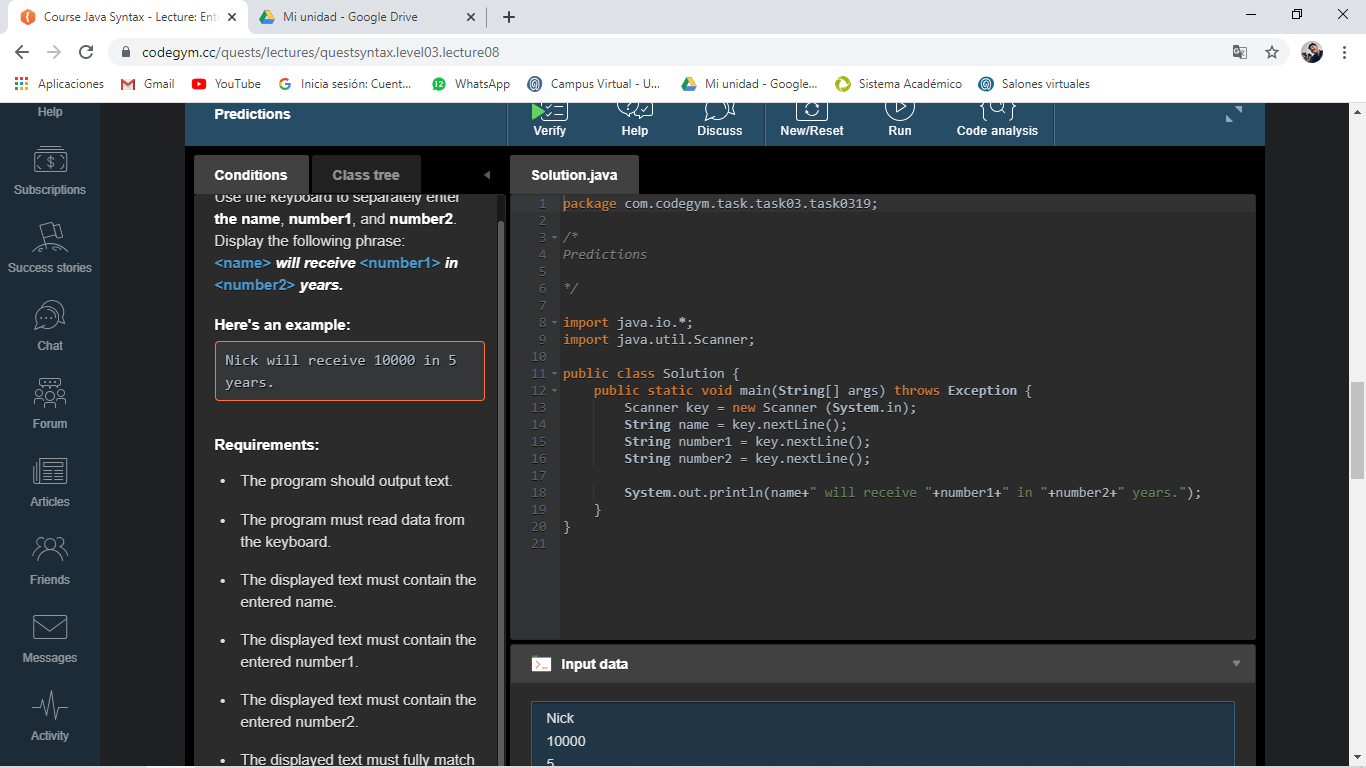 Course Java Syntax - Lecture: Ent
Mi unidad - Google Drive
codegym.cc/quests/lectures/questsyntax.level03.lecture08
Aplicaciones
Gmail
YouTube
Inicia sesión: Cuent...
12
WhatsApp
Campus Virtual - U...
Mi unidad - Google...
Sistema Académico
Salones virtuales
Help
Subscriptions
Success stories
Chat
Forum
Articles
Friends
Messages
Activity
Predictions
Verify
Help
Discuss
New/Reset
Run
Code analysis
Conditions
Class tree
Use the keyboard to separately enter
the name, number1, and number2.
Display the following phrase:
<name> will receive <number1> in
<number2> years.
Here's an example:
Nick will receive 10000 in 5
years.
Requirements:
• The program should output text.
• The program must read data from
the keyboard.
• The displayed text must contain the
entered name.
• The displayed text must contain the
entered number1.
• The displayed text must contain the
entered number2.
• The displayed text must fully match
Solution.java
1 package com.codegym.task.task03.task0319;
2
3 /*
4 Predictions
5
6 */
7
8 import java.io.*;
9 import java.util.Scanner;
10
11 public class Solution {
12     public static void main(String[] args) throws Exception {
13         Scanner key = new Scanner (System.in);
14         String name = key.nextLine();
15         String number1 = key.nextLine();
16         String number2 = key.nextLine();
17
18         System.out.println(name+" will receive "+number1+" in "+number2+" years.");
19     }
20 }
21
Input data
Nick
10000
5